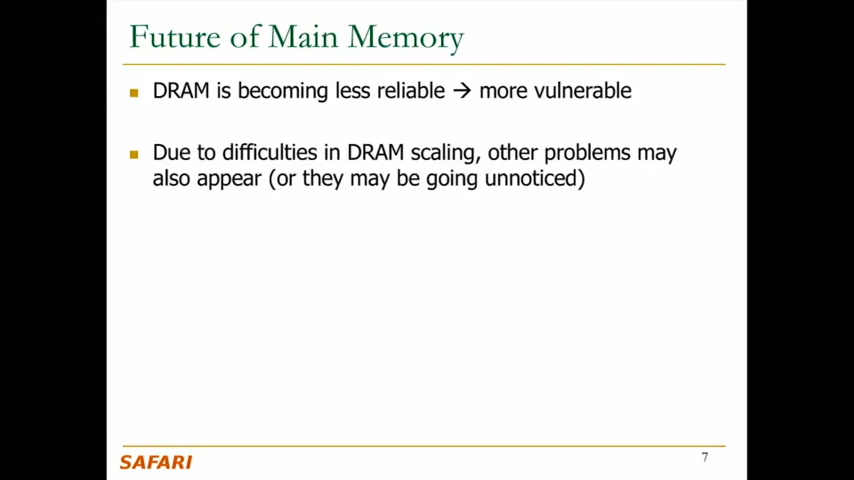 Future of Main Memory
DRAM is becoming less reliable → more vulnerable
Due to difficulties in DRAM scaling, other problems may
also appear (or they may be going unnoticed)
SAFARI
7